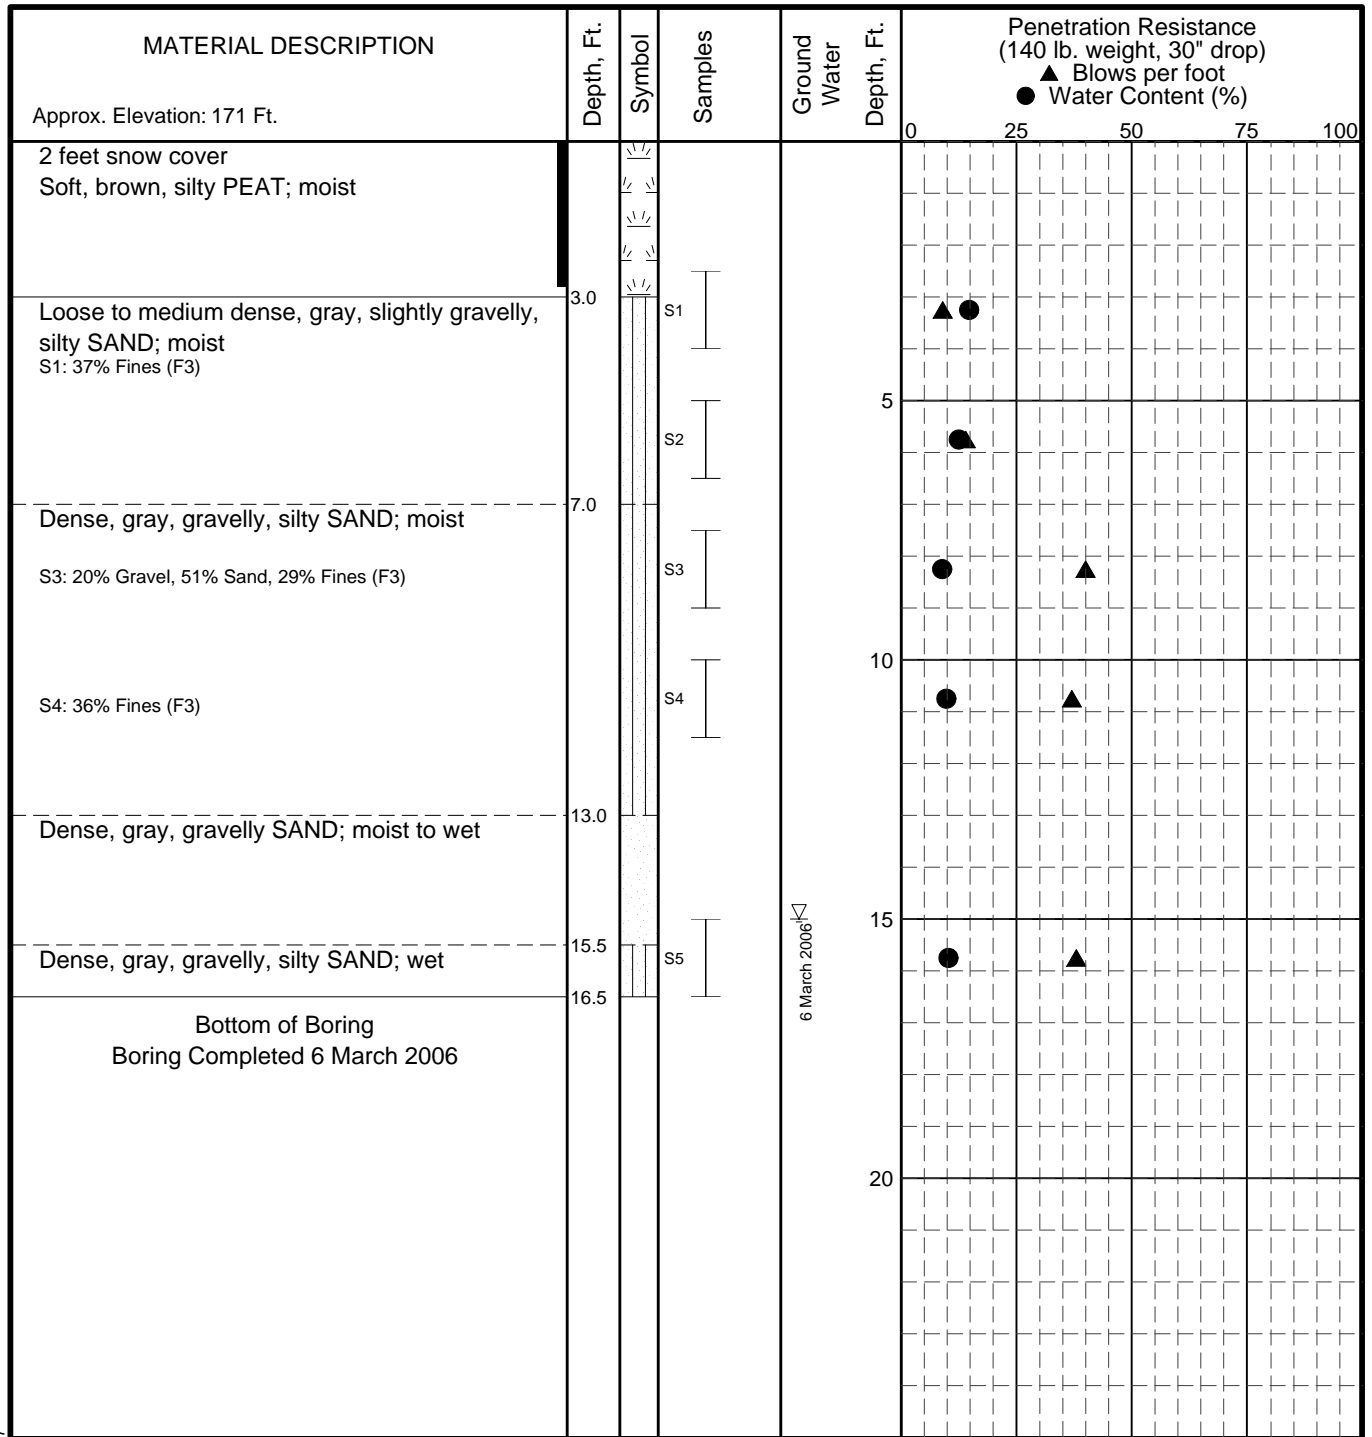 MATERIAL DESCRIPTION
Approx. Elevation: 171 Ft.
Depth, Ft.
Symbol
Samples
Ground
Water
Depth, Ft.
Penetration Resistance
(140 lb. weight, 30" drop)
▲ Blows per foot
● Water Content (%)
0 25 50 75 100
2 feet snow cover
Soft, brown, silty PEAT; moist
3.0
Loose to medium dense, gray, slightly gravelly,
silty SAND; moist
S1: 37% Fines (F3)
S1
5
S2
7.0
Dense, gray, gravelly, silty SAND; moist
S3: 20% Gravel, 51% Sand, 29% Fines (F3)
S3
10
S4: 36% Fines (F3)
S4
13.0
Dense, gray, gravelly SAND; moist to wet
15
6 March 2006
15.5
Dense, gray, gravelly, silty SAND; wet
S5
16.5
Bottom of Boring
Boring Completed 6 March 2006
20